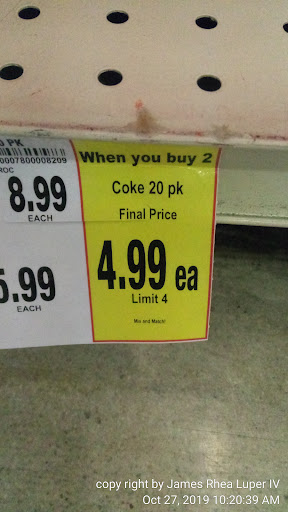 0 PK
0007800008209
ROC
8.99
EACH
5.99
EACH
When you buy 2
Coke 20 pk
Final Price
4.99 ea
Limit 4
Mix and Match!
copy right by James Rhea Luper IV
Oct 27, 2019 10:20:39 AM